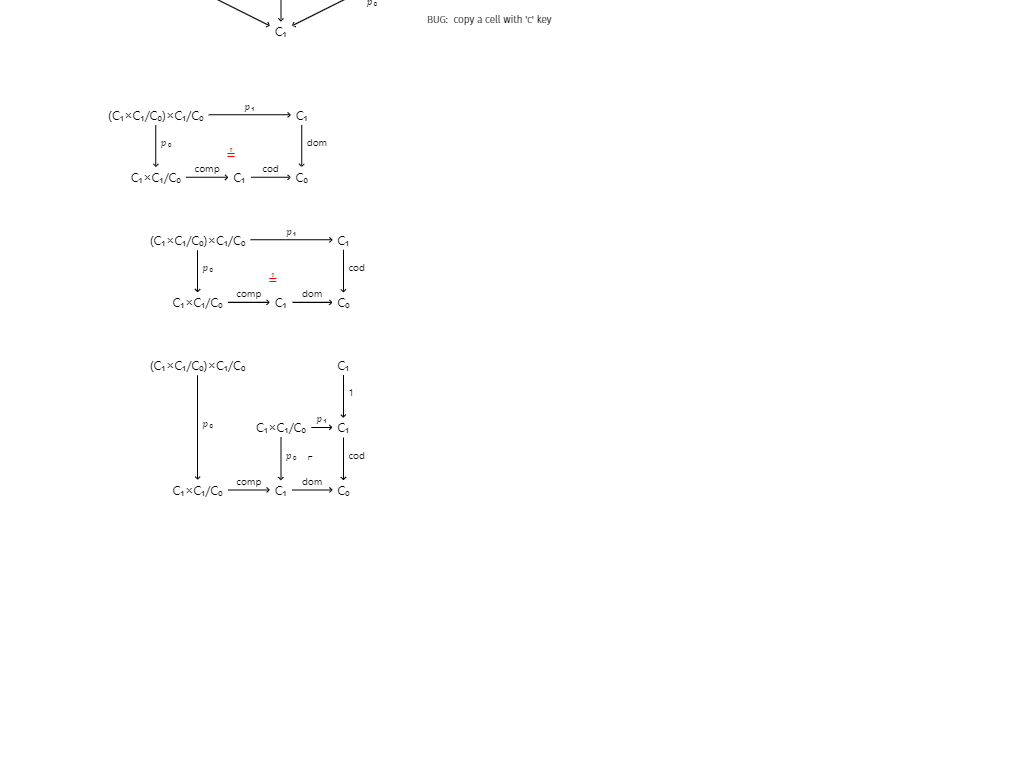 p₀
BUG: copy a cell with 'c' key
C₁
p₁
(C₁×C₁/C₀)×C₁/C₀ C₁
p₀ dom
?
=
comp cod
C₁×C₁/C₀ C₁ C₀
p₁
(C₁×C₁/C₀)×C₁/C₀ C₁
p₀ cod
?
=
comp dom
C₁×C₁/C₀ C₁ C₀
(C₁×C₁/C₀)×C₁/C₀ C₁
1
p₁
p₀ C₁×C₁/C₀ C₁
p₀ cod
comp dom
C₁×C₁/C₀ C₁ C₀